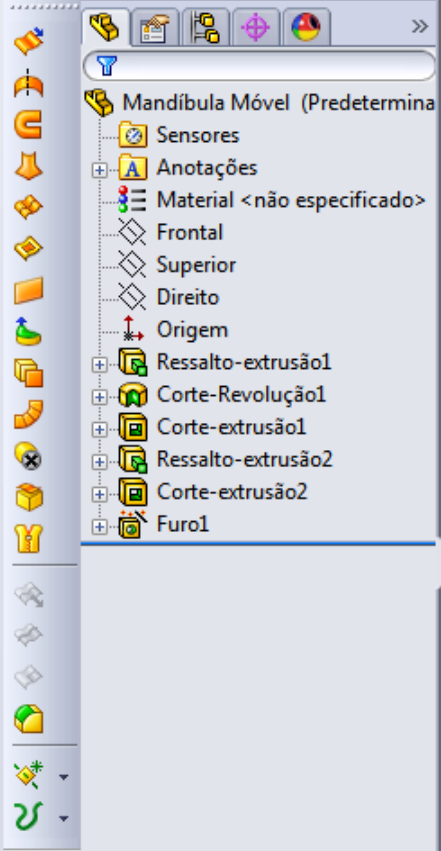 Mandíbula Móvel (Predetermina
Sensores
A Anotações
Material <não especificado>
Frontal
Superior
Direito
Origem
Ressalto-extrusão1
Corte-Revolução1
Corte-extrusão1
Ressalto-extrusão2
Corte-extrusão2
Furo1